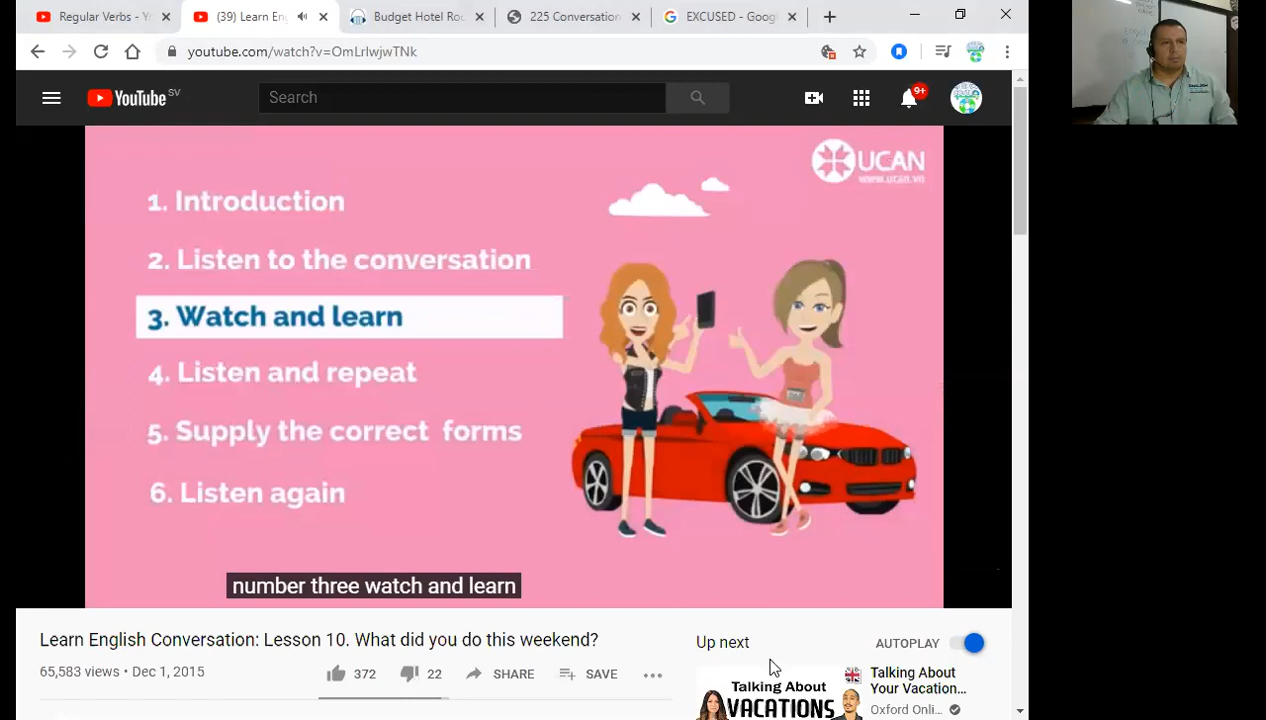 Regular Verbs - Y
(39) Learn En
Budget Hotel Ro
225 Conversation
EXCUSED - Goog
youtube.com/watch?v=OmLrIwjwTNk
YouTube SV
Search
9+
UCAN
www.ucan.vn
1. Introduction
2. Listen to the conversation
3. Watch and learn
4. Listen and repeat
5. Supply the correct forms
6. Listen again
number three watch and learn
Learn English Conversation: Lesson 10. What did you do this weekend?
65,583 views • Dec 1, 2015
372
22
SHARE
SAVE
Up next
AUTOPLAY
Talking About
VACATIONS
Talking About
Your Vacation...
Oxford Onli...